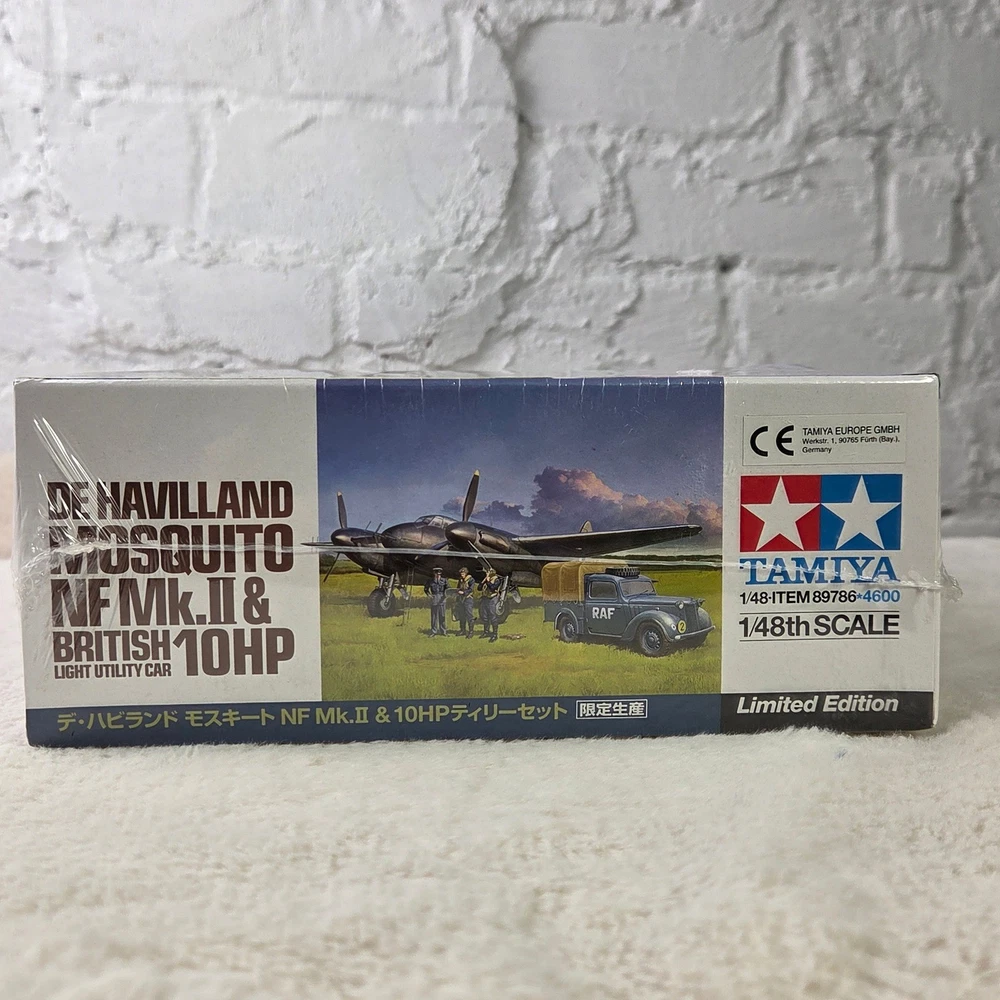 DE HAVILLAND
MOSQUITO
NF Mk.II &
BRITISH 10HP
LIGHT UTILITY CAR
RAF
2
CE
TAMIYA EUROPE GMBH
Werkstr. 1, 90765 Fürth (Bay.),
Germany
TAMIYA
1/48·ITEM 89786*4600
1/48th SCALE
デ・ハビランド モスキート NF Mk.II & 10HPティリーセット 限定生産
Limited Edition